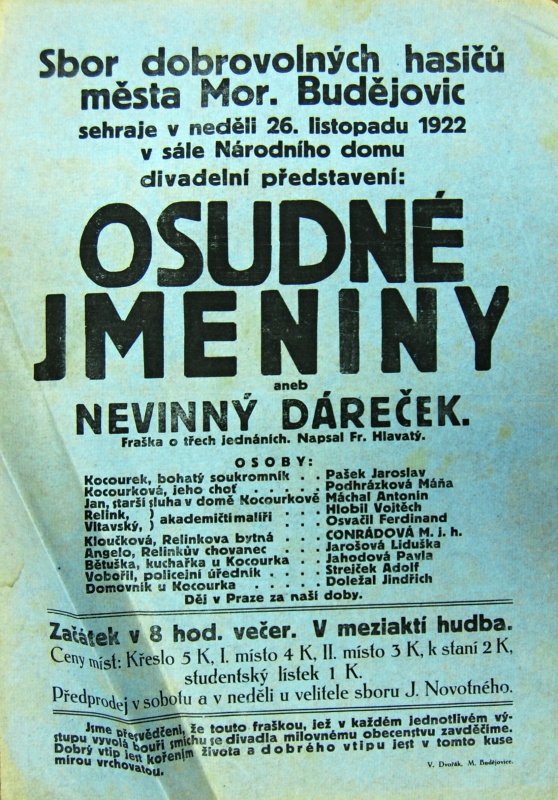 Sbor dobrovolných hasičů
města Mor. Budějovic
sehraje v neděli 26. listopadu 1922
v sále Národního domu
divadelní představení:
OSUDNÉ
JMENINY
aneb
NEVINNÝ DÁREČEK.
Fraška o třech jednáních. Napsal Fr. Hlavatý.
OSOBY:
Kocourek, bohatý soukromník . . Pašek Jaroslav
Kocourková, jeho choť . . . . . Podhrázková Máňa
Jan, starší sluha v domě Kocourkově Máchal Antonin
Relink, ) akademičtí malíři . . . Hlobil Vojtěch
Vltavský, ) . . . Osvačil Ferdinand
Kloučková, Relinkova bytná . . . CONRÁDOVÁ M. j. h.
Angelo, Relinkův chovanec . . . . Jarošová Liduška
Bětuška, kuchařka u Kocourka . . Jahodová Pavla
Vobořil, policejní úředník . . . . Strejček Adolf
Domovník u Kocourka . . . . Doležal Jindřich
Děj v Praze za naší doby.
Začátek v 8 hod. večer. V meziaktí hudba.
Ceny míst: Křeslo 5 K, I. místo 4 K, II. místo 3 K, k staní 2 K,
studentský lístek 1 K.
Předprodej v sobotu a v neděli u velitele sboru J. Novotného.
Jsme přesvědčeni, že touto fraškou, jež v každém jednotlivém vý-
stupu vyvolá bouři smíchu se divadla milovnému obecenstvu zavděčíme.
Dobrý vtip jest kořením života a dobrého vtipu jest v tomto kuse
mírou vrchovatou.
V. Dvořák, M. Budějovice.